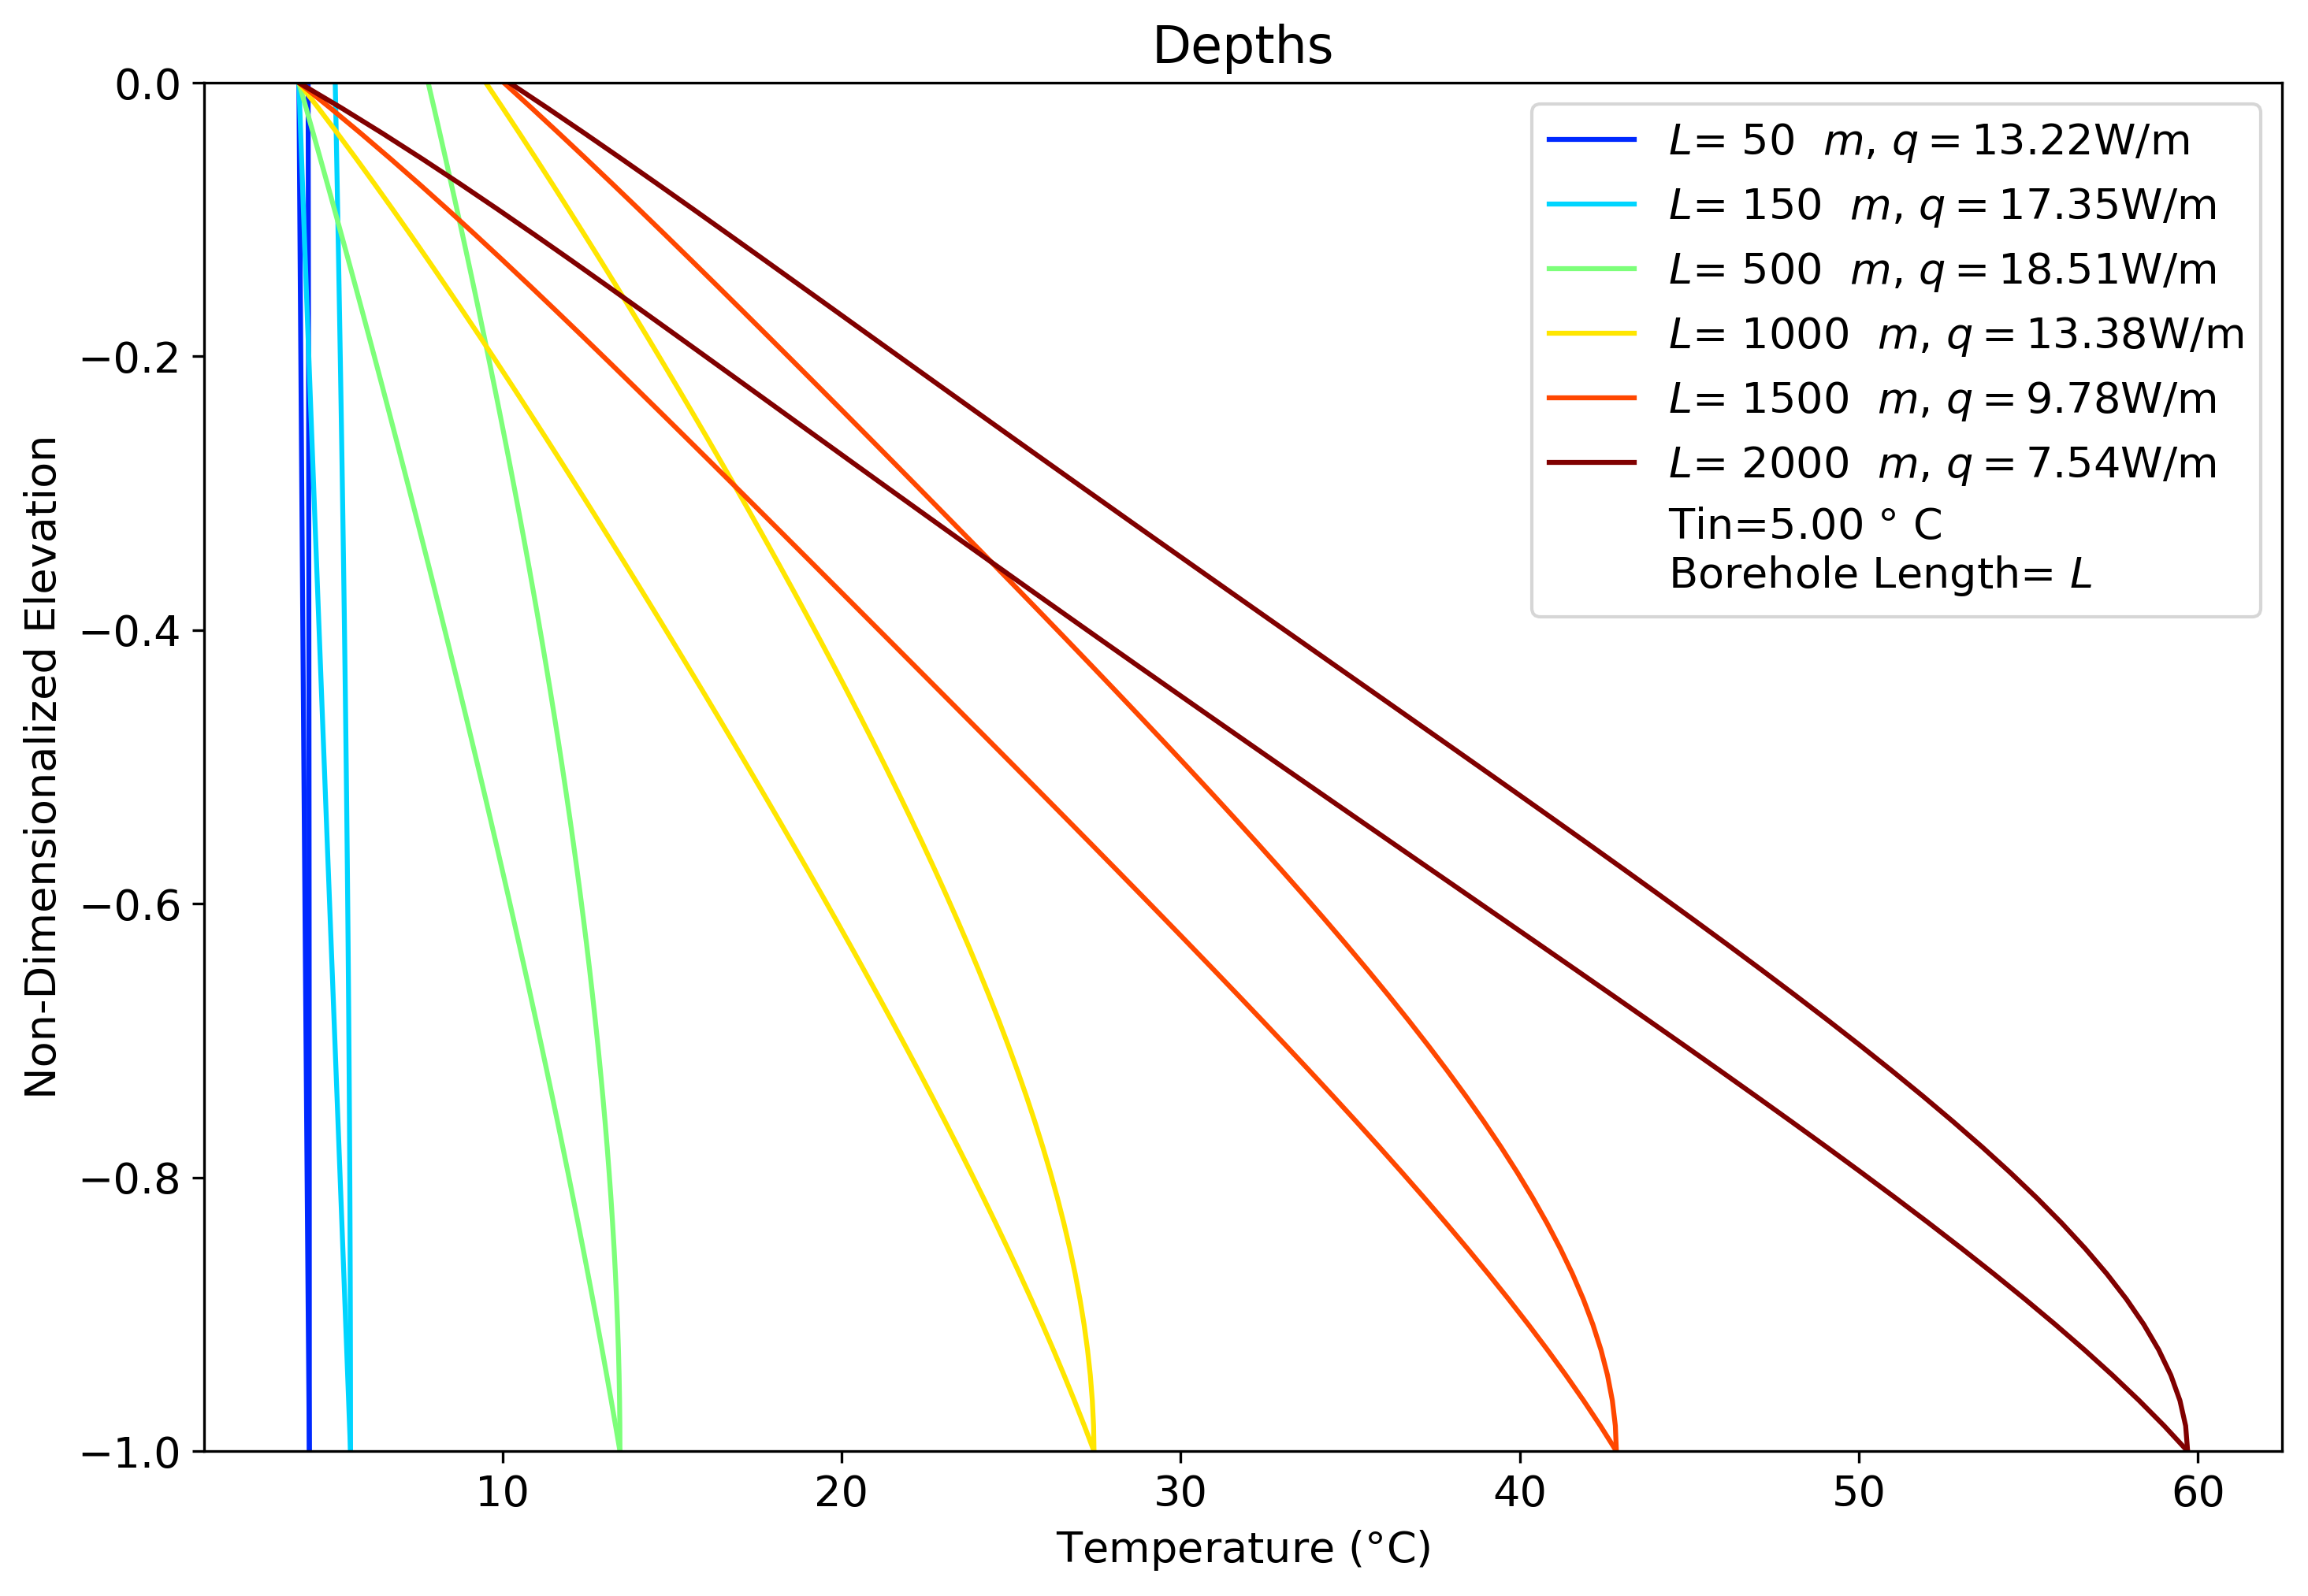 Depths
0.0
−0.2
−0.4
−0.6
−0.8
−1.0
Non-Dimensionalized Elevation
L= 50 m, q = 13.22W/m
L= 150 m, q = 17.35W/m
L= 500 m, q = 18.51W/m
L= 1000 m, q = 13.38W/m
L= 1500 m, q = 9.78W/m
L= 2000 m, q = 7.54W/m
Tin=5.00 ° C
Borehole Length= L
10 20 30 40 50 60
Temperature (°C)